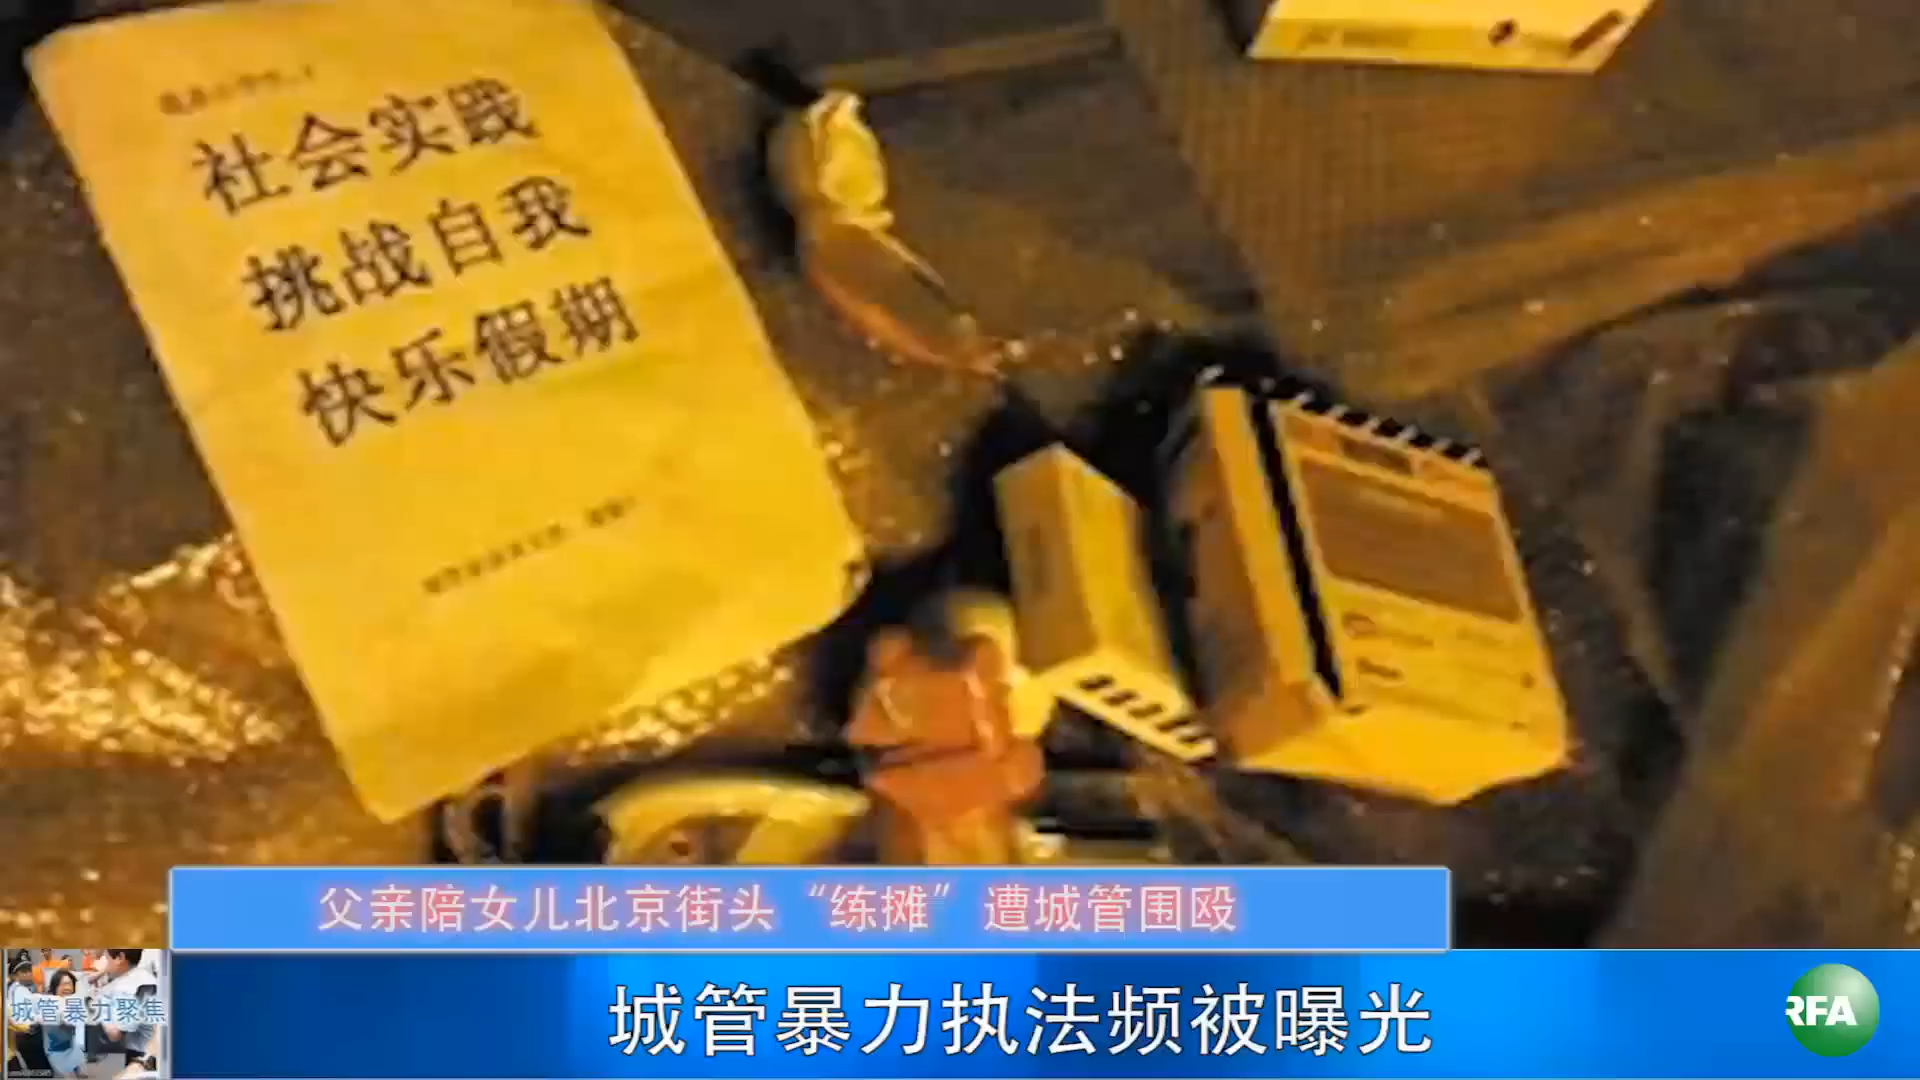 社会实践
挑战自我
快乐假期
父亲陪女儿北京街头“练摊”遭城管围殴
城管暴力聚焦
城管暴力执法频被曝光
RFA